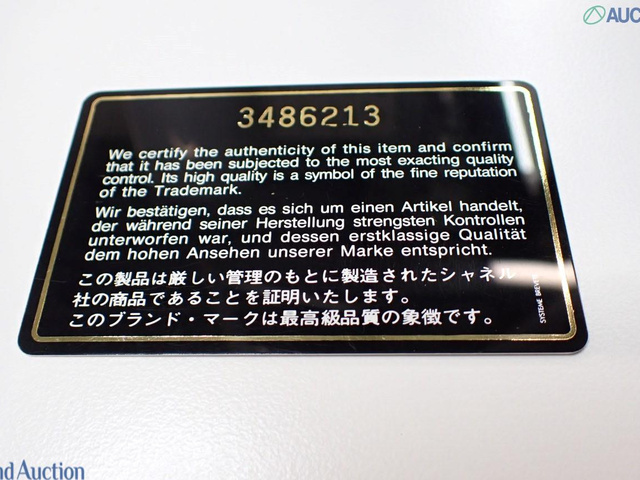 AUC
3486213
We certify the authenticity of this item and confirm
that it has been subjected to the most exacting quality
control. Its high quality is a symbol of the fine reputation
of the Trademark.
Wir bestätigen, dass es sich um einen Artikel handelt,
der während seiner Herstellung strengsten Kontrollen
unterworfen war, und dessen erstklassige Qualität
dem hohen Ansehen unserer Marke entspricht.
この製品は厳しい管理のもとに製造されたシャネル
社の商品であることを証明いたします。
このブランド・マークは最高級品質の象徴です。
SYSTEME
nd Auction